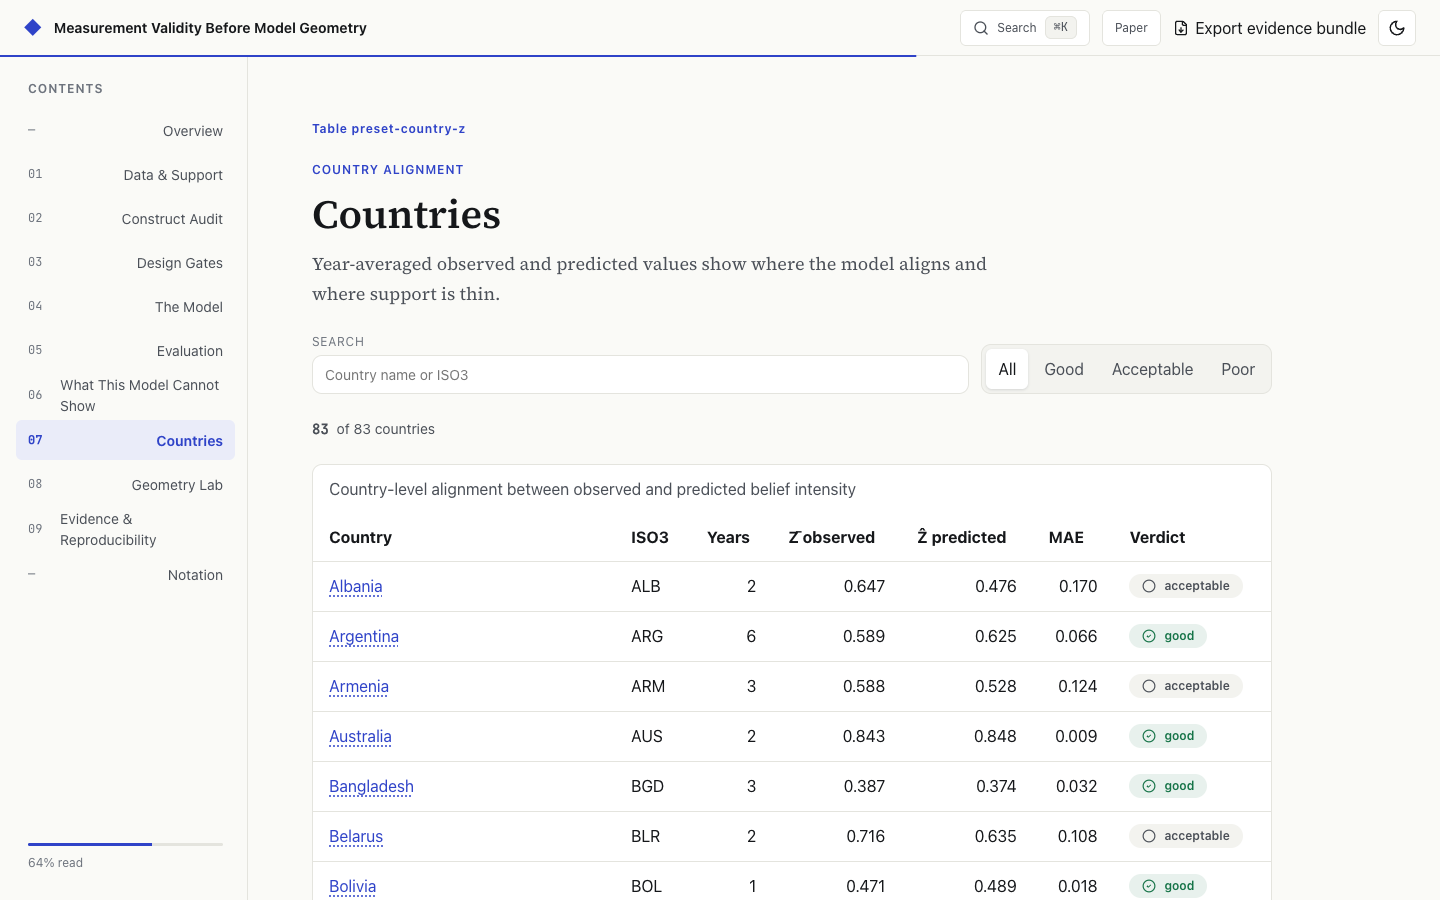 Measurement Validity Before Model Geometry
Search ⌘K
Paper
Export evidence bundle
CONTENTS
— Overview
01 Data & Support
02 Construct Audit
03 Design Gates
04 The Model
05 Evaluation
06 What This Model Cannot
Show
07 Countries
08 Geometry Lab
09 Evidence &
Reproducibility
— Notation
64% read
Table preset-country-z
COUNTRY ALIGNMENT
Countries
Year-averaged observed and predicted values show where the model aligns and
where support is thin.
SEARCH
Country name or ISO3
All Good Acceptable Poor
83 of 83 countries
Country-level alignment between observed and predicted belief intensity
Country ISO3 Years Z̄ observed Ẑ predicted MAE Verdict
Albania ALB 2 0.647 0.476 0.170 acceptable
Argentina ARG 6 0.589 0.625 0.066 good
Armenia ARM 3 0.588 0.528 0.124 acceptable
Australia AUS 2 0.843 0.848 0.009 good
Bangladesh BGD 3 0.387 0.374 0.032 good
Belarus BLR 2 0.716 0.635 0.108 acceptable
Bolivia BOL 1 0.471 0.489 0.018 good